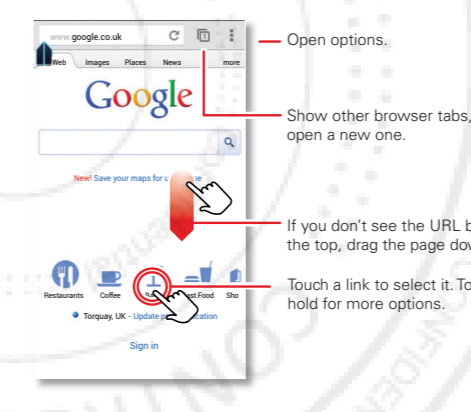 www.google.co.uk
1
Open options.
Web Images Places News more
Google
Show other browser tabs,
open a new one.
New! Save your maps for
If you don't see the URL
the top, drag the page
Touch a link to select it.
hold for more options.
Restaurants Coffee Fast Food
Torquay, UK - Update
Sign in